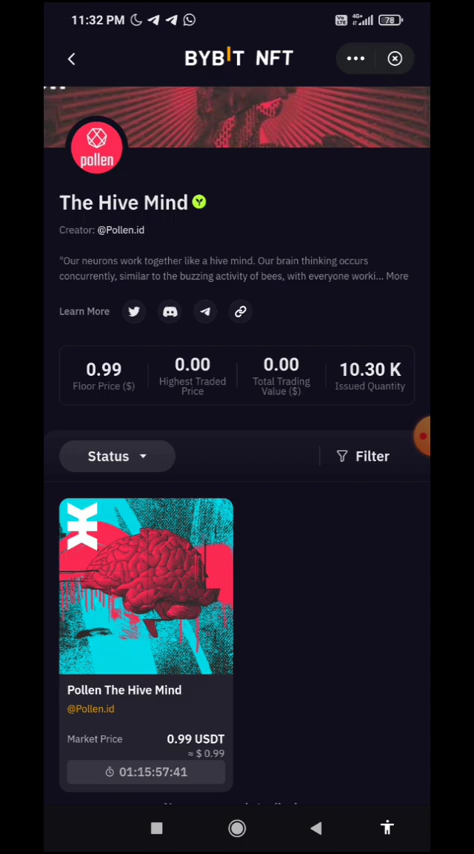 11:32 PM
4G+
78
BYBIT NFT
pollen
The Hive Mind
Creator: @Pollen.id
"Our neurons work together like a hive mind. Our brain thinking occurs
concurrently, similar to the buzzing activity of bees, with everyone worki... More
Learn More
0.99
Floor Price ($)
0.00
Highest Traded
Price
0.00
Total Trading
Value ($)
10.30 K
Issued Quantity
Status
Filter
Pollen The Hive Mind
@Pollen.id
Market Price
0.99 USDT
≈ $ 0.99
01:15:57:41